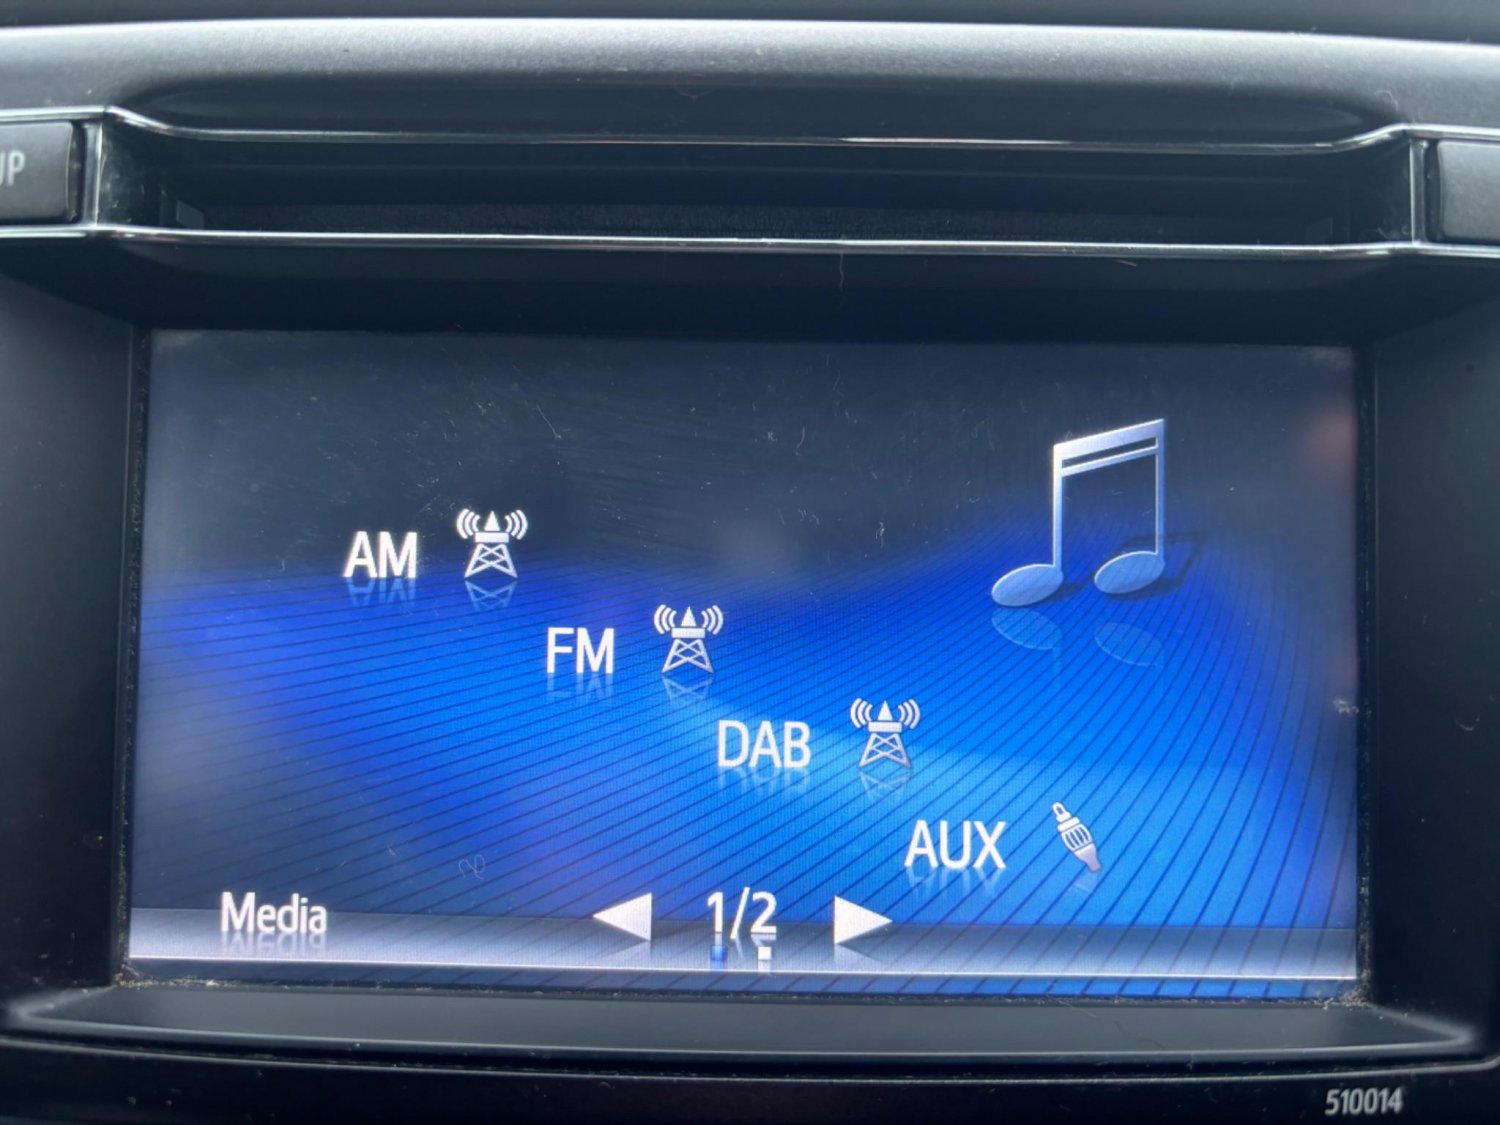 UP
AM
FM
DAB
AUX
Media
1/2
510014